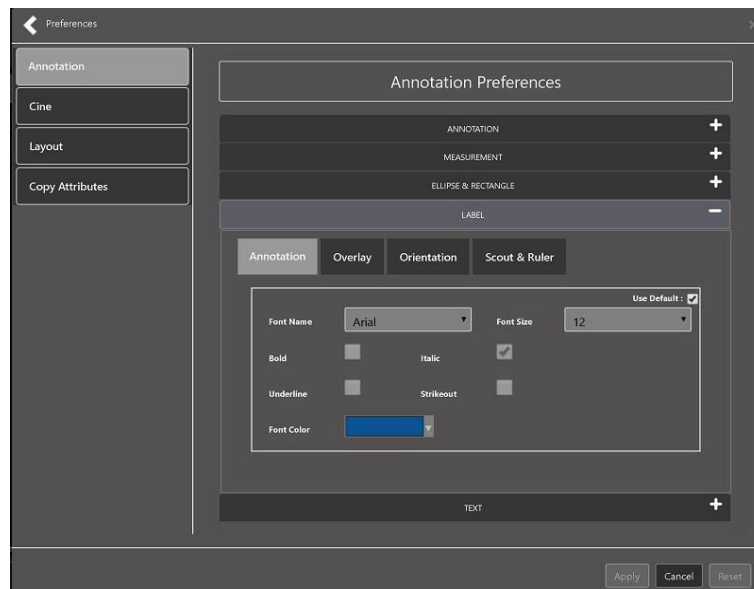 Preferences
Annotation
Cine
Layout
Copy Attributes
Annotation Preferences
ANNOTATION
MEASUREMENT
ELLIPSE & RECTANGLE
LABEL
Annotation Overlay Orientation Scout & Ruler
Use Default :
Font Name Arial Font Size 12
Bold Italic
Underline Strikeout
Font Color
TEXT
Apply Cancel Reset